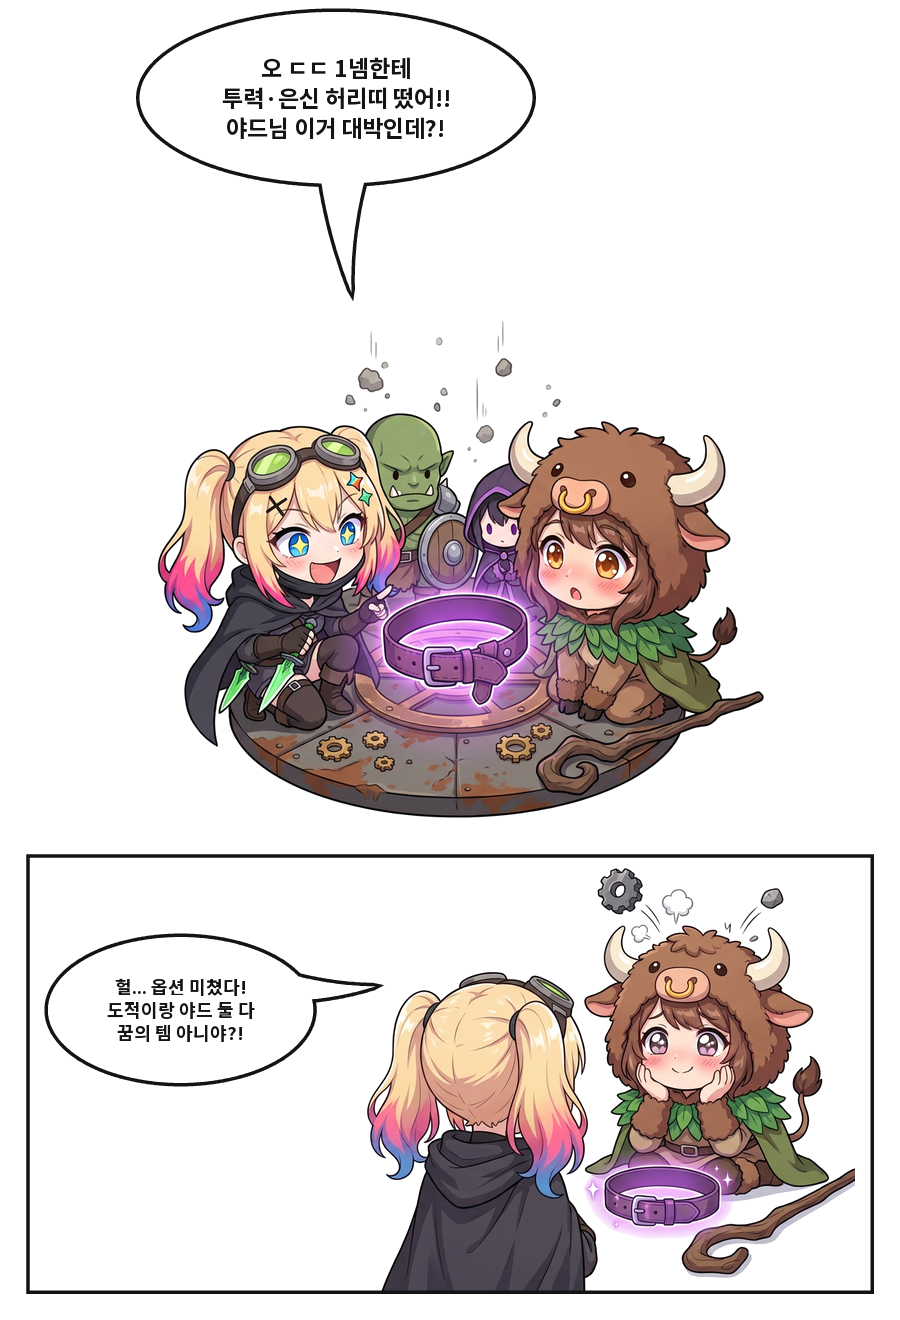 오 ㄷㄷ 1넴한테
투력·은신 허리띠 떴어!!
야드님 이거 대박인데?!
헐... 옵션 미쳤다!
도적이랑 야드 둘 다
꿈의 템 아니야?!